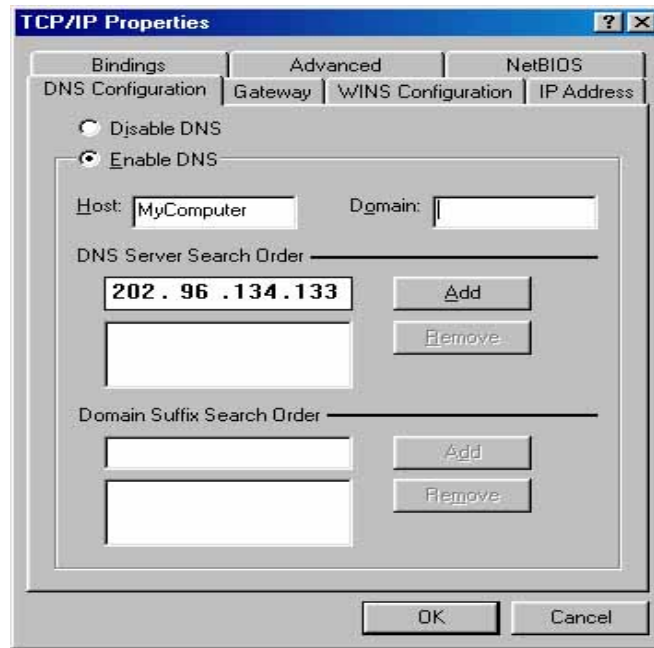 TCP/IP Properties
Bindings Advanced NetBIOS
DNS Configuration Gateway WINS Configuration IP Address
Disable DNS
Enable DNS
Host: MyComputer Domain:
DNS Server Search Order
202 . 96 .134.133 Add
Remove
Domain Suffix Search Order
Add
Remove
OK Cancel